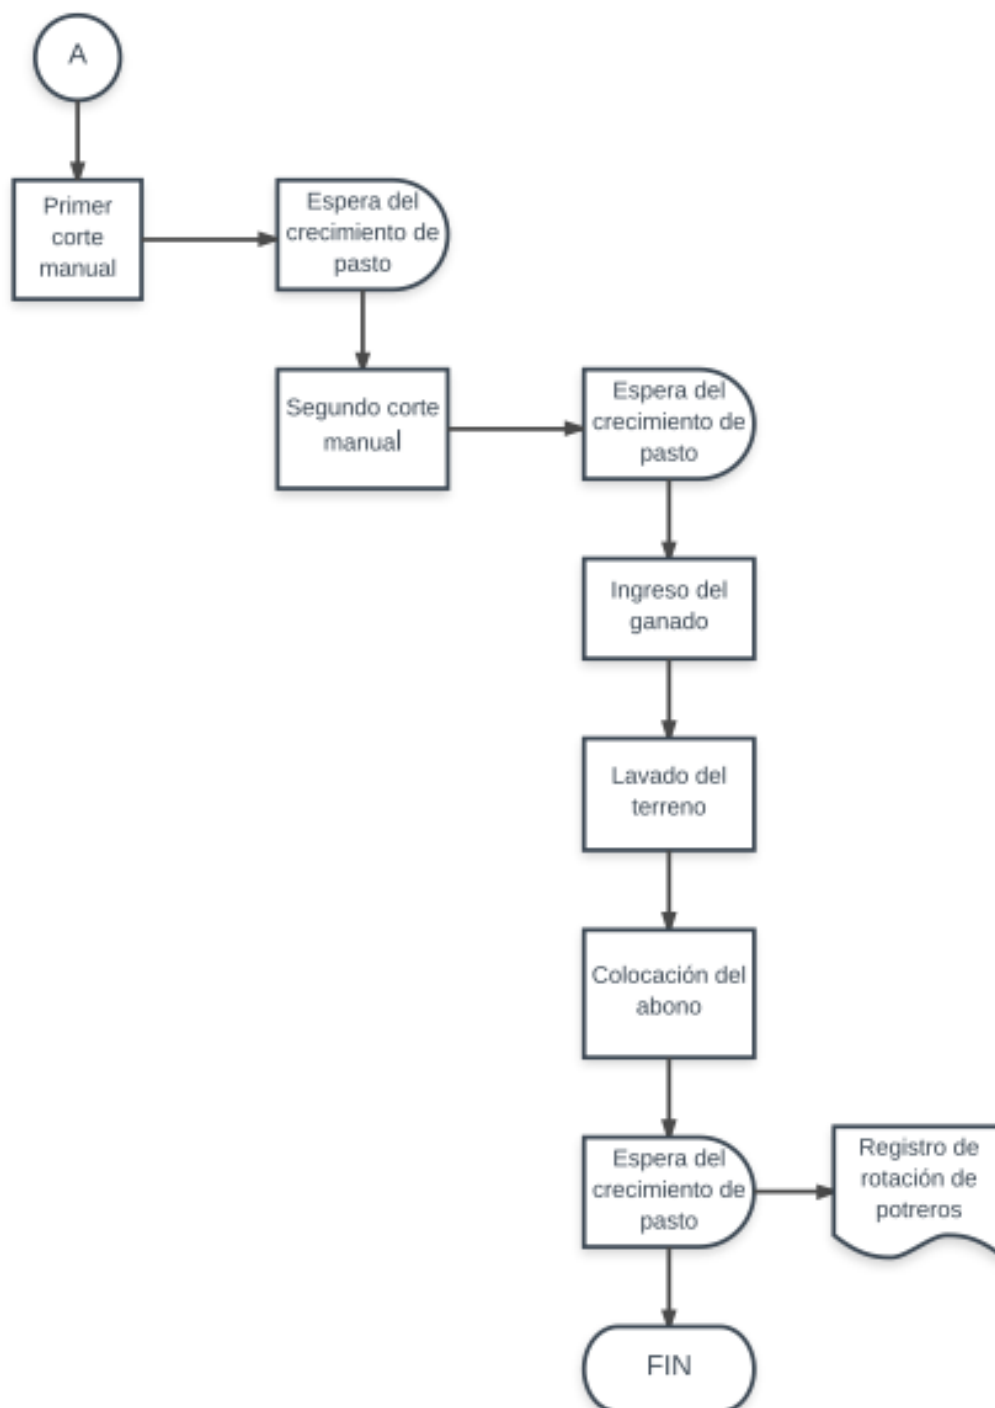 A
Primer
corte
manual
Espera del
crecimiento de
pasto
Segundo corte
manual
Espera del
crecimiento de
pasto
Ingreso del
ganado
Lavado del
terreno
Colocación del
abono
Espera del
crecimiento de
pasto
Registro de
rotación de
potreros
FIN